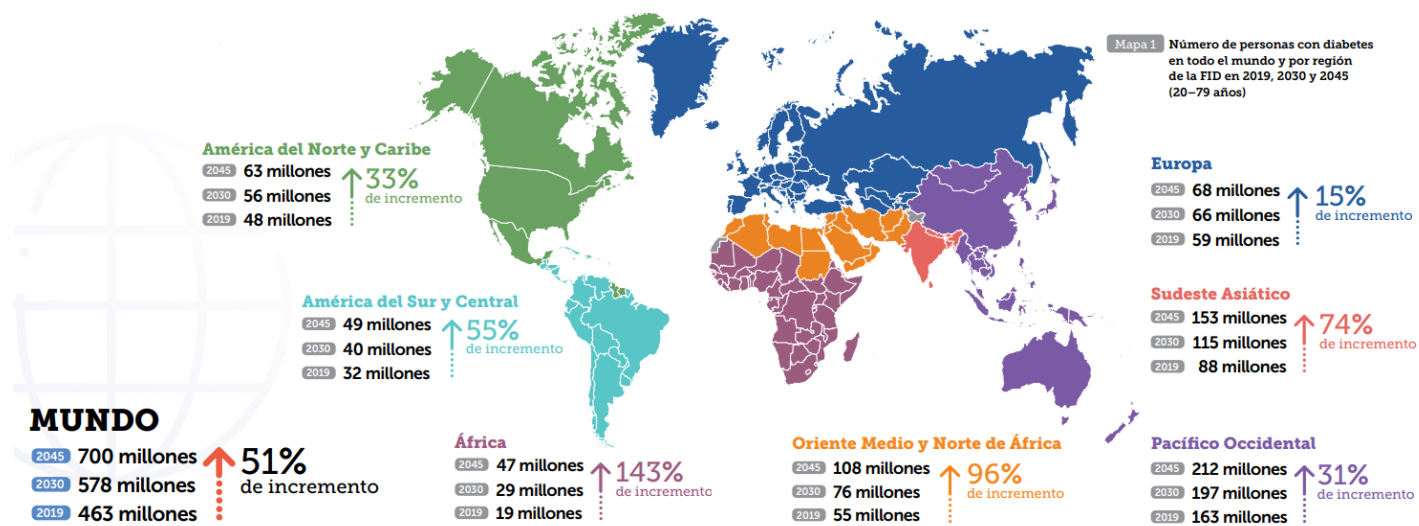 Mapa 1 Número de personas con diabetes
en todo el mundo y por región
de la FID en 2019, 2030 y 2045
(20–79 años)
América del Norte y Caribe
2045 63 millones
2030 56 millones
2019 48 millones
33%
de incremento
Europa
2045 68 millones
2030 66 millones
2019 59 millones
15%
de incremento
América del Sur y Central
2045 49 millones
2030 40 millones
2019 32 millones
55%
de incremento
Sudeste Asiático
2045 153 millones
2030 115 millones
2019 88 millones
74%
de incremento
MUNDO
2045 700 millones
2030 578 millones
2019 463 millones
51%
de incremento
África
2045 47 millones
2030 29 millones
2019 19 millones
143%
de incremento
Oriente Medio y Norte de África
2045 108 millones
2030 76 millones
2019 55 millones
96%
de incremento
Pacífico Occidental
2045 212 millones
2030 197 millones
2019 163 millones
31%
de incremento